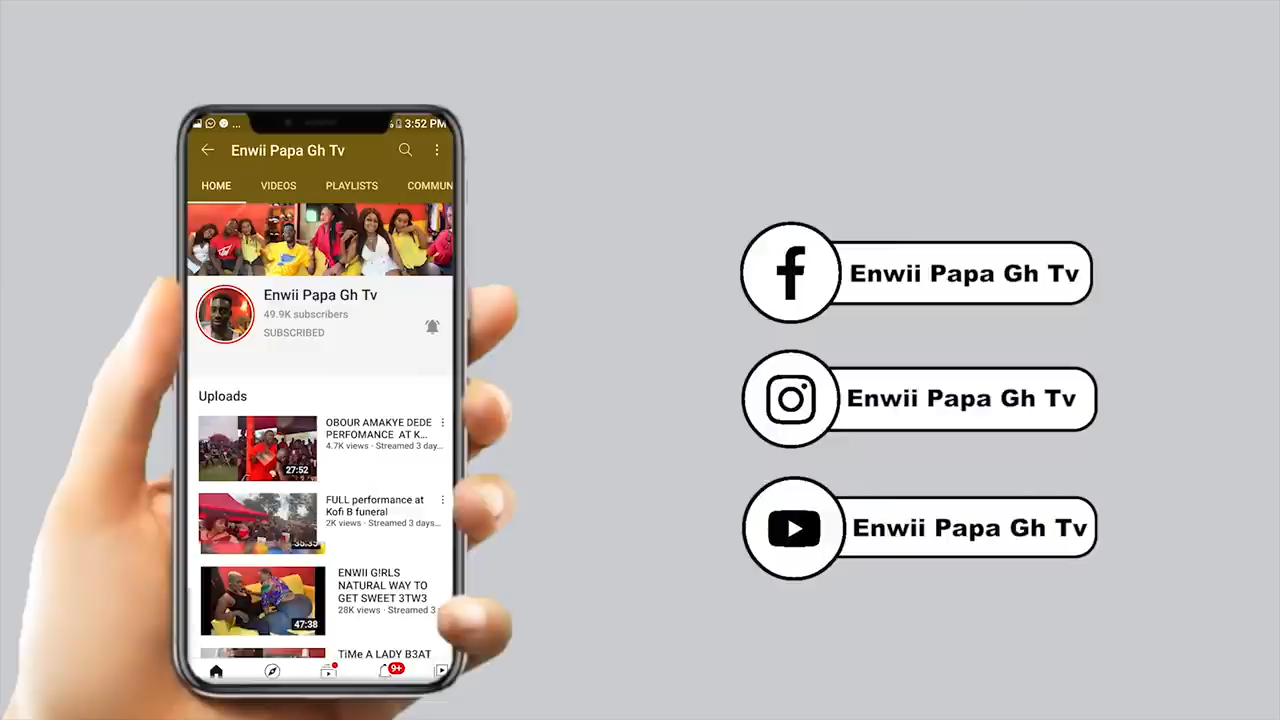 ... 3:52 PM
Enwii Papa Gh Tv
HOME VIDEOS PLAYLISTS COMMUN
Enwii Papa Gh Tv
49.9K subscribers
SUBSCRIBED
Uploads
OBOUR AMAKYE DEDE
PERFOMANCE AT K...
4.7K views · Streamed 3 day...
27:52
FULL performance at
Kofi B funeral
2K views · Streamed 3 days...
35:35
ENWII G!RLS
NATURAL WAY TO
GET SWEET 3TW3
28K views · Streamed 3
47:38
TiMe A LADY B3AT
9+
Enwii Papa Gh Tv
Enwii Papa Gh Tv
Enwii Papa Gh Tv